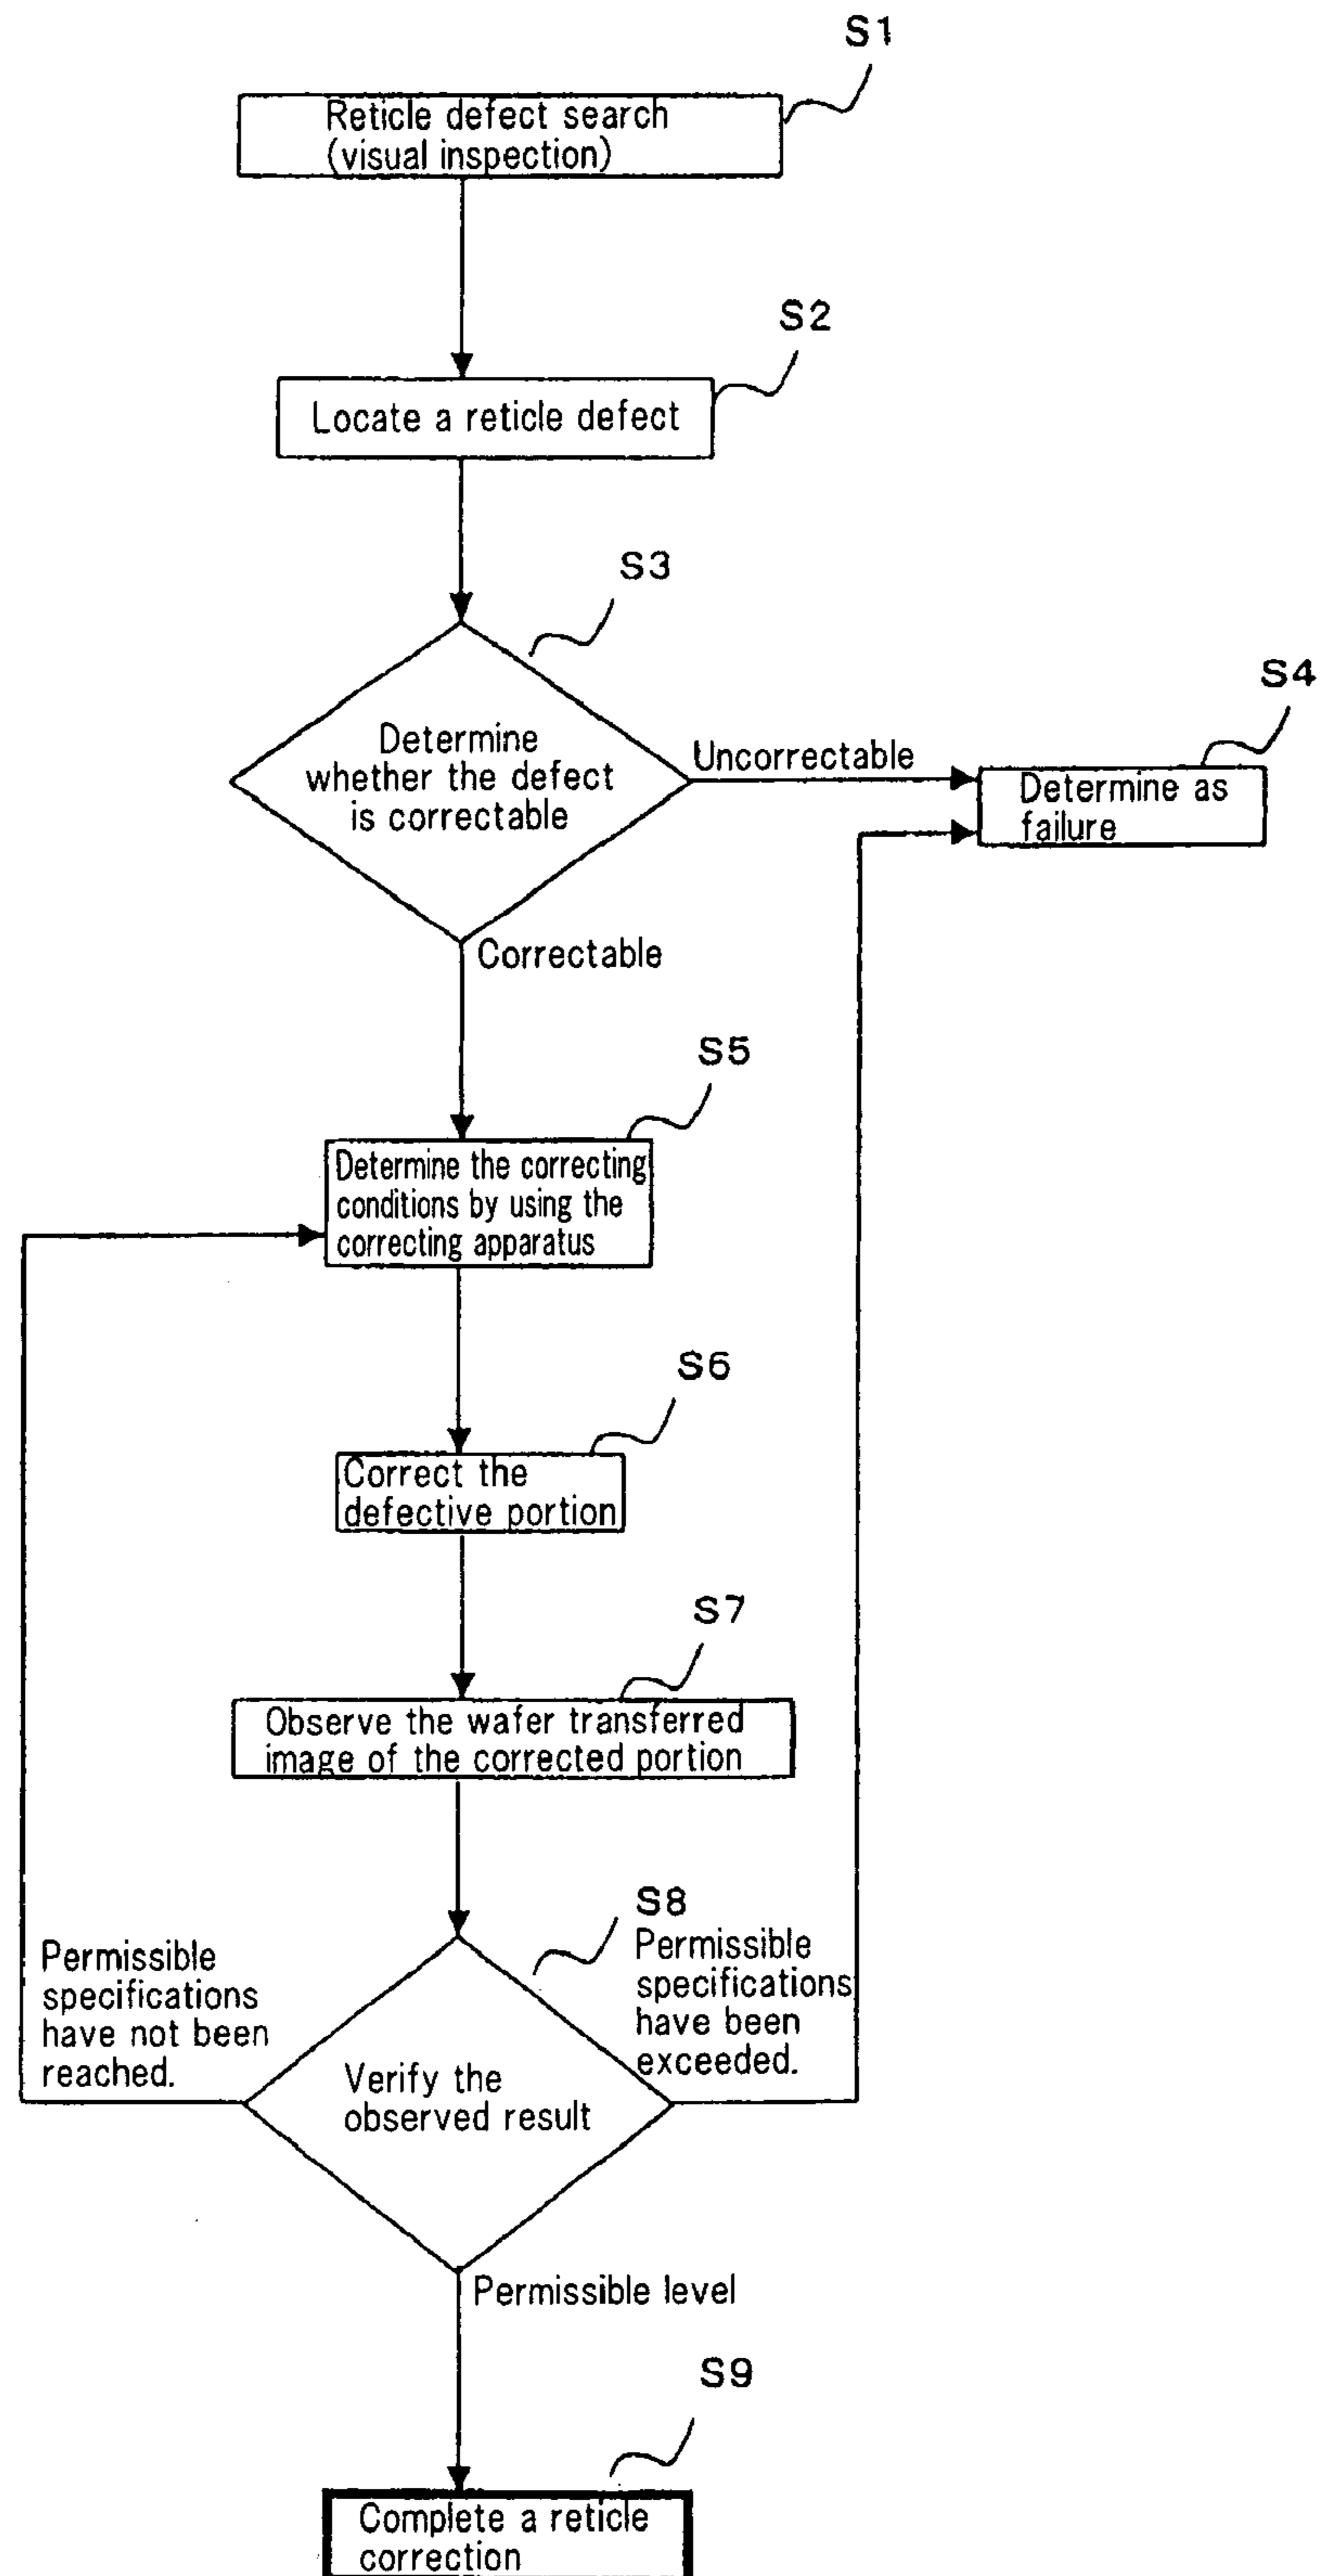 S1
Reticle defect search
(visual inspection)
S2
Locate a reticle defect
S3
Determine
whether the defect
is correctable
Uncorrectable
S4
Determine as
failure
Correctable
S5
Determine the correcting
conditions by using the
correcting apparatus
S6
Correct the
defective portion
S7
Observe the wafer transferred
image of the corrected portion
S8
Permissible
specifications
have not been
reached.
Permissible
specifications
have been
exceeded.
Verify the
observed result
Permissible level
S9
Complete a reticle
correction